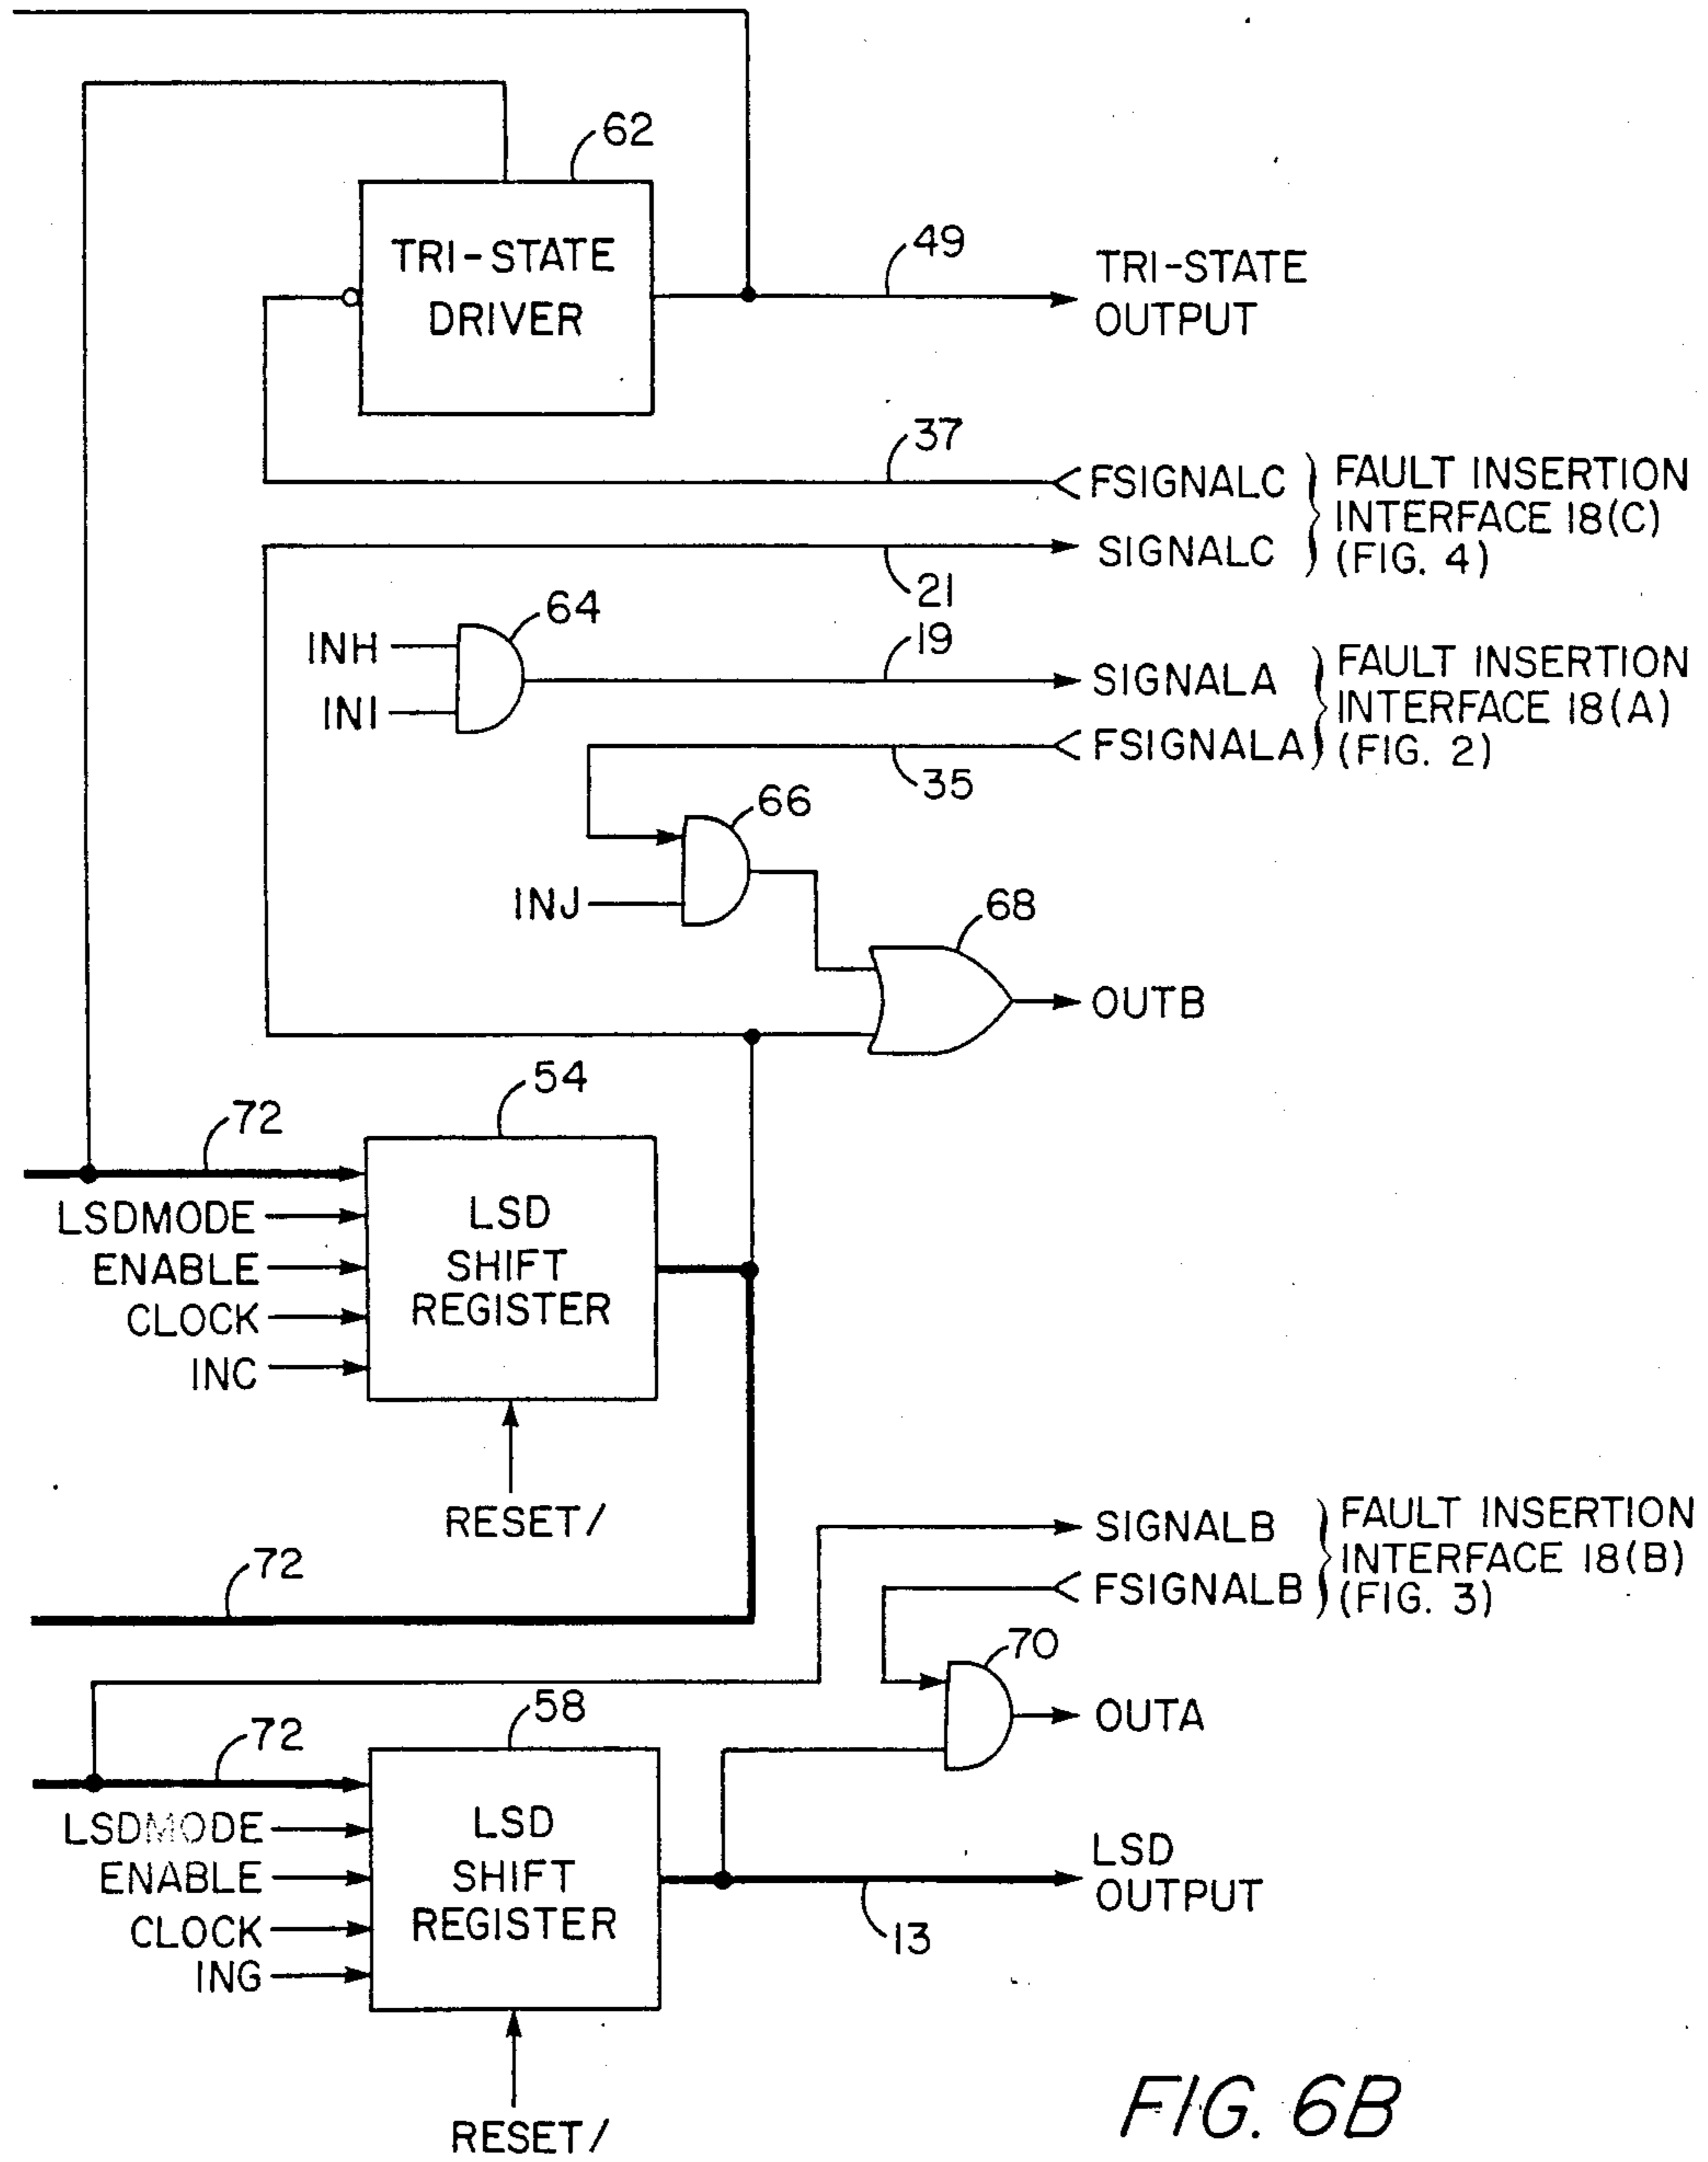 62
TRI-STATE
DRIVER
49
TRI-STATE
OUTPUT
37
FSIGNALC
SIGNALC
FAULT INSERTION
INTERFACE 18(C)
(FIG. 4)
21
64
INH
INI
19
SIGNALA
FSIGNALA
FAULT INSERTION
INTERFACE 18(A)
(FIG. 2)
35
66
INJ
68
OUTB
54
72
LSDMODE
ENABLE
CLOCK
INC
LSD
SHIFT
REGISTER
RESET/
72
SIGNALB
FSIGNALB
FAULT INSERTION
INTERFACE 18(B)
(FIG. 3)
70
OUTA
58
72
LSDMODE
ENABLE
CLOCK
ING
LSD
SHIFT
REGISTER
LSD
OUTPUT
13
RESET/
FIG. 6B